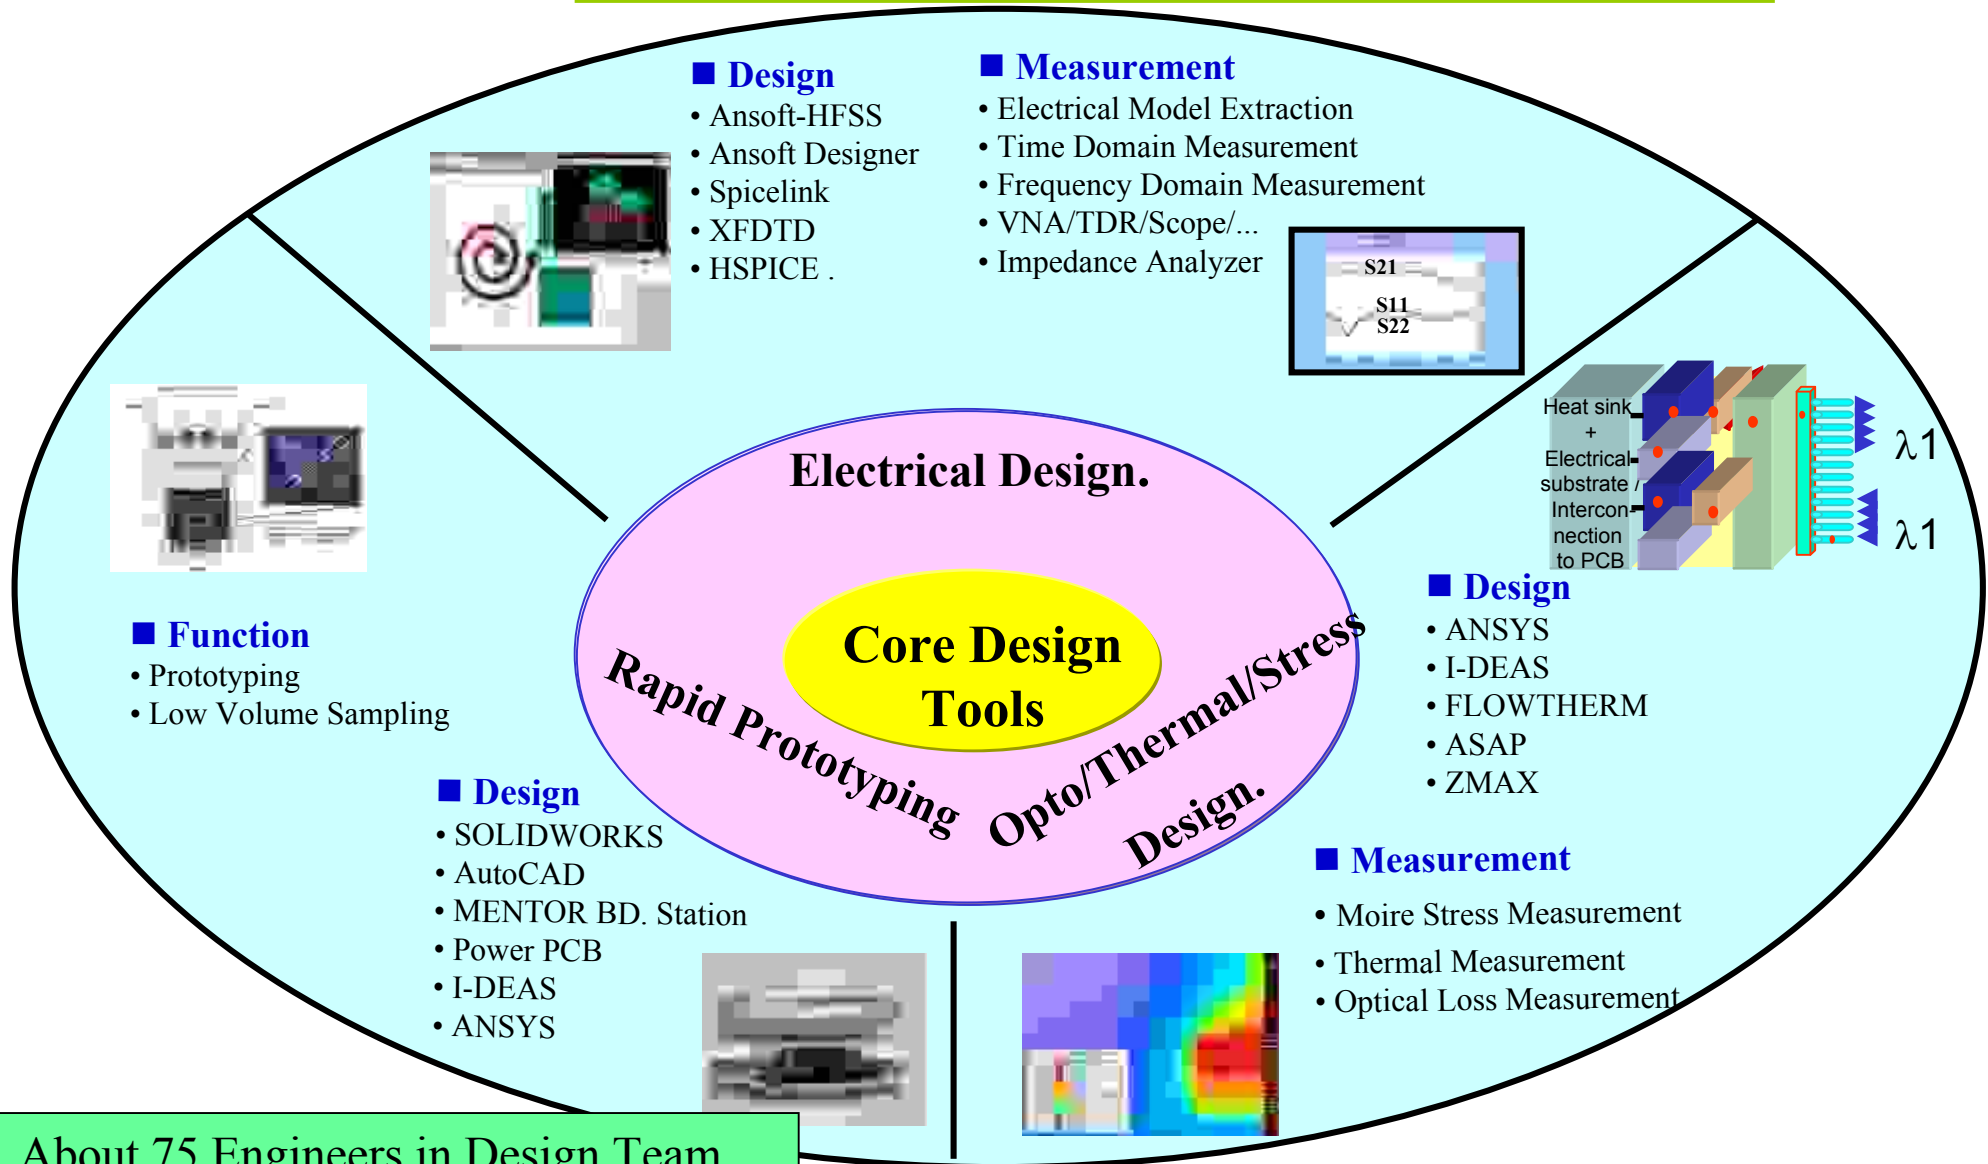 ■ Design
• Ansoft-HFSS
• Ansoft Designer
• Spicelink
• XFDTD
• HSPICE .
■ Measurement
• Electrical Model Extraction
• Time Domain Measurement
• Frequency Domain Measurement
• VNA/TDR/Scope/...
• Impedance Analyzer
S21
S11
S22
Heat sink
+
Electrical
substrate /
Intercon-
nection
to PCB
λ1
λ1
Electrical Design.
Core Design
Tools
Rapid Prototyping
Opto/Thermal/Stress
Design.
■ Function
• Prototyping
• Low Volume Sampling
■ Design
• SOLIDWORKS
• AutoCAD
• MENTOR BD. Station
• Power PCB
• I-DEAS
• ANSYS
■ Design
• ANSYS
• I-DEAS
• FLOWTHERM
• ASAP
• ZMAX
■ Measurement
• Moire Stress Measurement
• Thermal Measurement
• Optical Loss Measurement
About 75 Engineers in Design Team